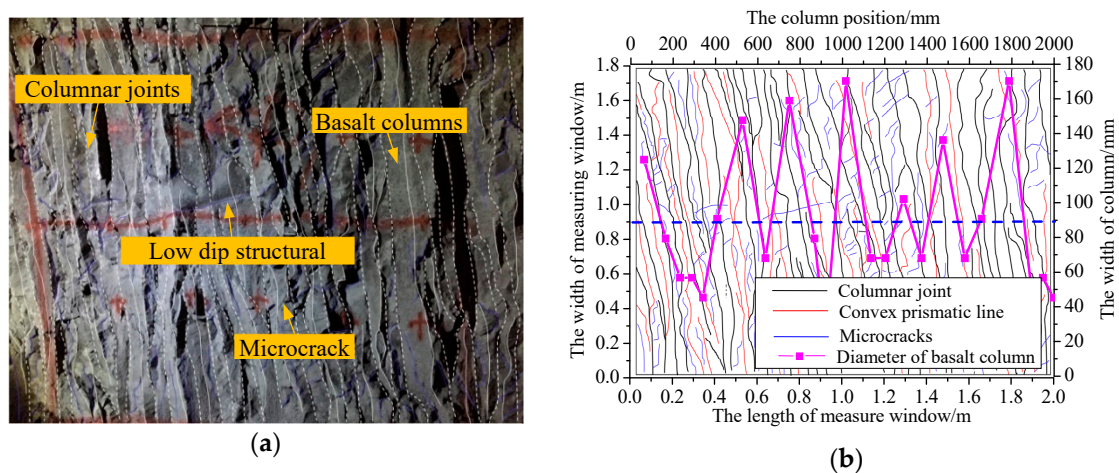 Columnar joints
Basalt columns
Low dip structural
Microcrack
(a)
The column position/mm
0 200 400 600 800 1000 1200 1400 1600 2000
1.8
1.6
1.4
1.2
1.0
0.8
0.6
0.4
0.2
0.0
The width of measuring window/m
180
160
140
120
100
80
60
40
20
0
The width of column/mm
Columnar joint
Convex prismatic line
Microcracks
Diameter of basalt column
0.0 0.2 0.4 0.6 0.8 1.0 1.2 1.4 1.6 1.8 2.0
The length of measure window/m
(b)